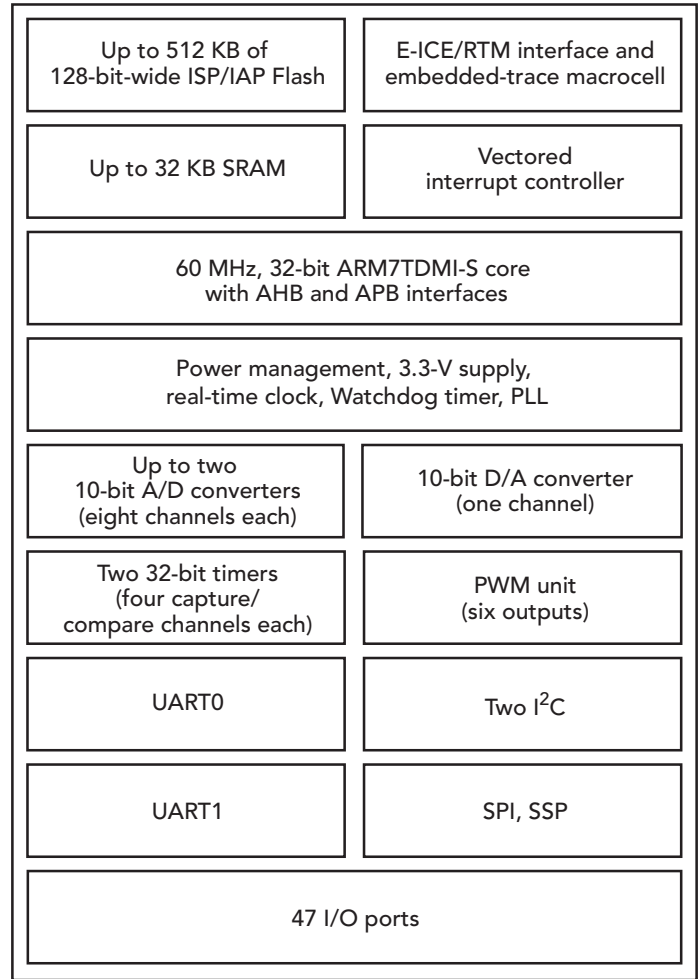 Up to 512 KB of
128-bit-wide ISP/IAP Flash
E-ICE/RTM interface and
embedded-trace macrocell
Up to 32 KB SRAM
Vectored
interrupt controller
60 MHz, 32-bit ARM7TDMI-S core
with AHB and APB interfaces
Power management, 3.3-V supply,
real-time clock, Watchdog timer, PLL
Up to two
10-bit A/D converters
(eight channels each)
10-bit D/A converter
(one channel)
Two 32-bit timers
(four capture/
compare channels each)
PWM unit
(six outputs)
UART0
Two I²C
UART1
SPI, SSP
47 I/O ports